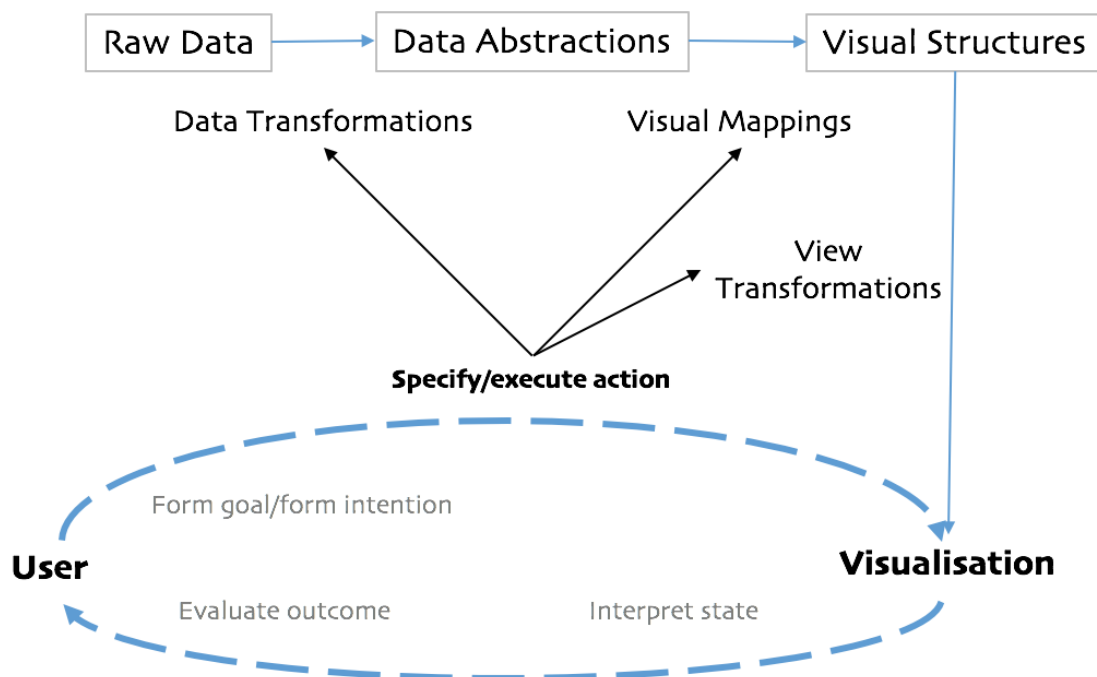 Raw Data
Data Abstractions
Visual Structures
Data Transformations
Visual Mappings
View
Transformations
Specify/execute action
Form goal/form intention
User
Visualisation
Evaluate outcome
Interpret state